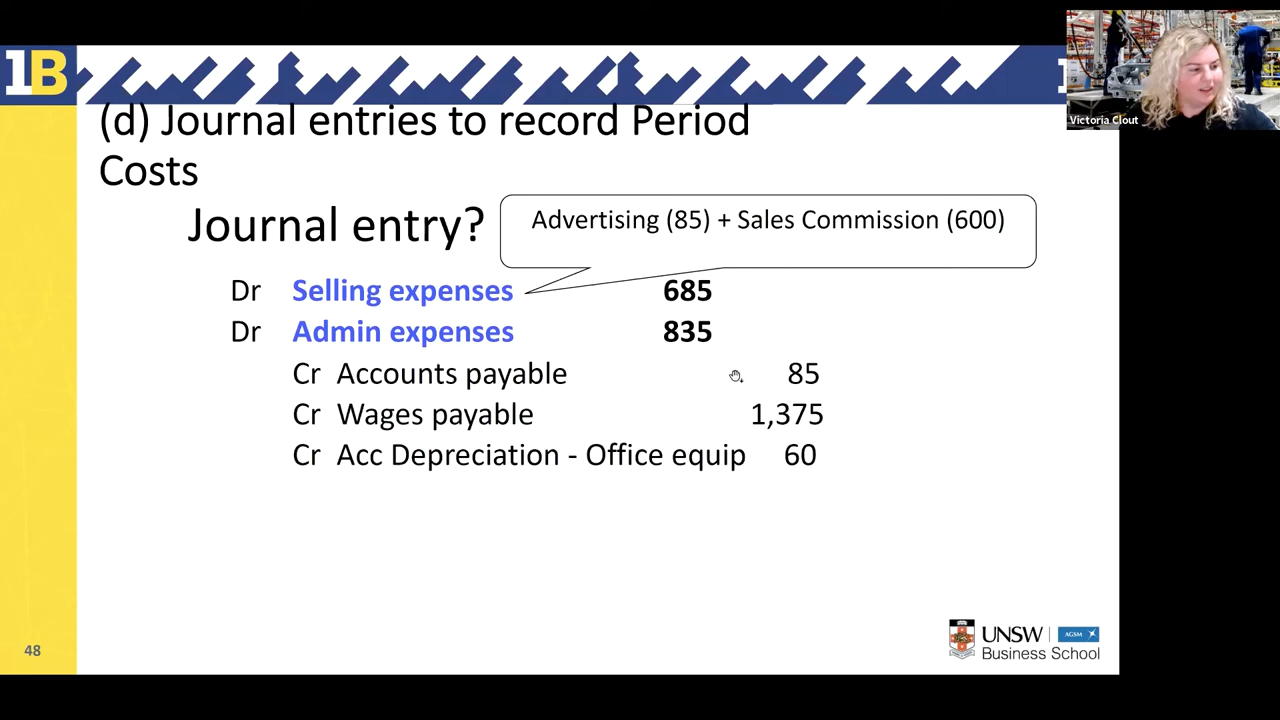 1B
Victoria Clout
(d) Journal entries to record Period
Costs
Journal entry?
Advertising (85) + Sales Commission (600)
Dr Selling expenses 685
Dr Admin expenses 835
Cr Accounts payable 85
Cr Wages payable 1,375
Cr Acc Depreciation - Office equip 60
48
UNSW AGSM
Business School